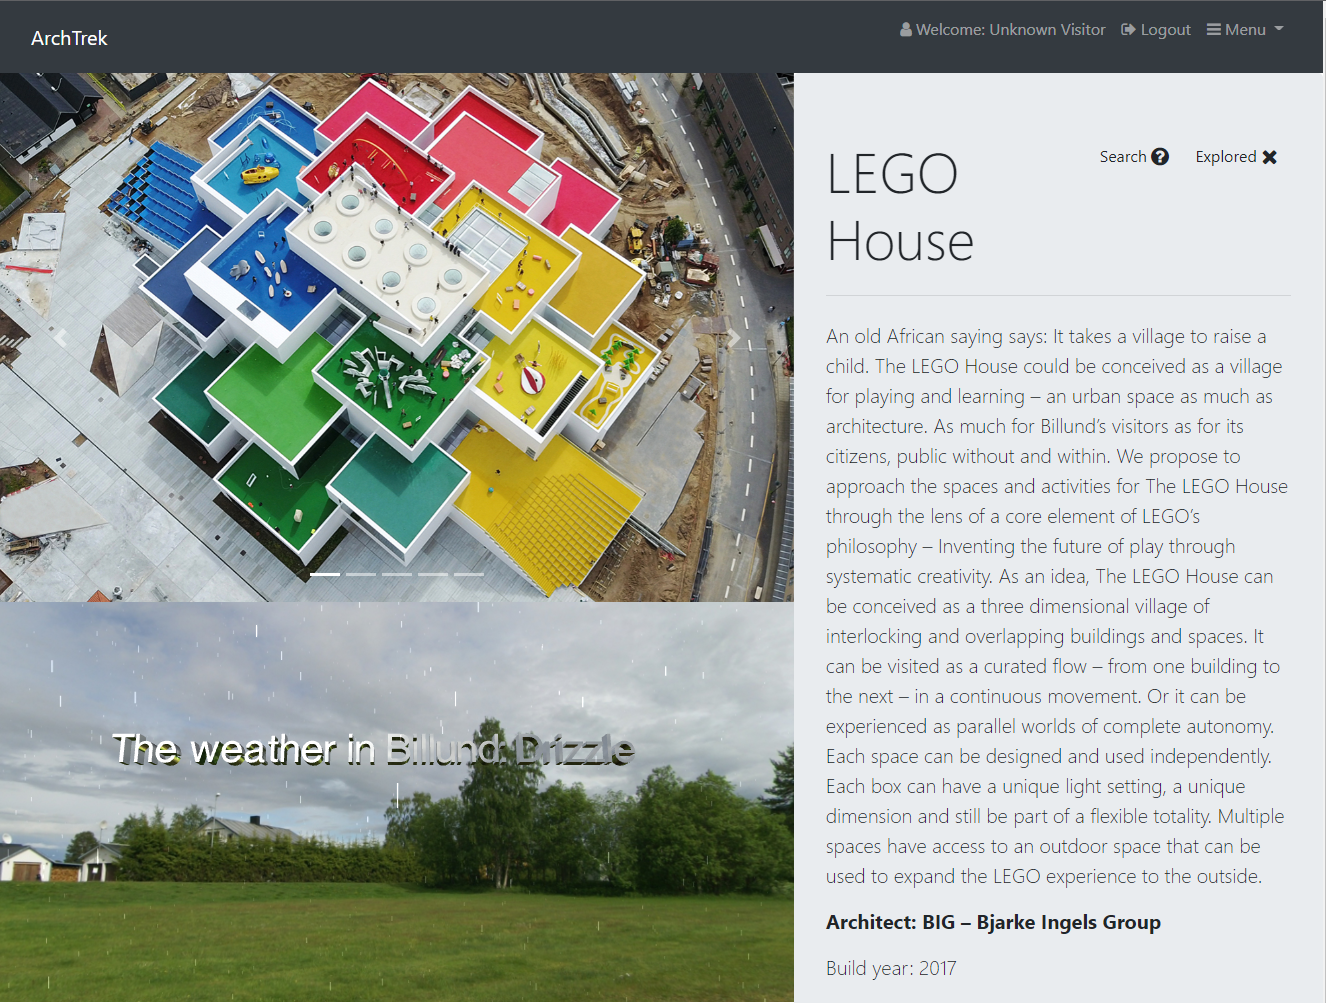 ArchTrek
Welcome: Unknown Visitor Logout Menu
LEGO
House
Search Explored
An old African saying says: It takes a village to raise a
child. The LEGO House could be conceived as a village
for playing and learning – an urban space as much as
architecture. As much for Billund’s visitors as for its
citizens, public without and within. We propose to
approach the spaces and activities for The LEGO House
through the lens of a core element of LEGO’s
philosophy – Inventing the future of play through
systematic creativity. As an idea, The LEGO House can
be conceived as a three dimensional village of
interlocking and overlapping buildings and spaces. It
can be visited as a curated flow – from one building to
the next – in a continuous movement. Or it can be
experienced as parallel worlds of complete autonomy.
Each space can be designed and used independently.
Each box can have a unique light setting, a unique
dimension and still be part of a flexible totality. Multiple
spaces have access to an outdoor space that can be
used to expand the LEGO experience to the outside.
Architect: BIG – Bjarke Ingels Group
Build year: 2017
The weather in Billund: Drizzle